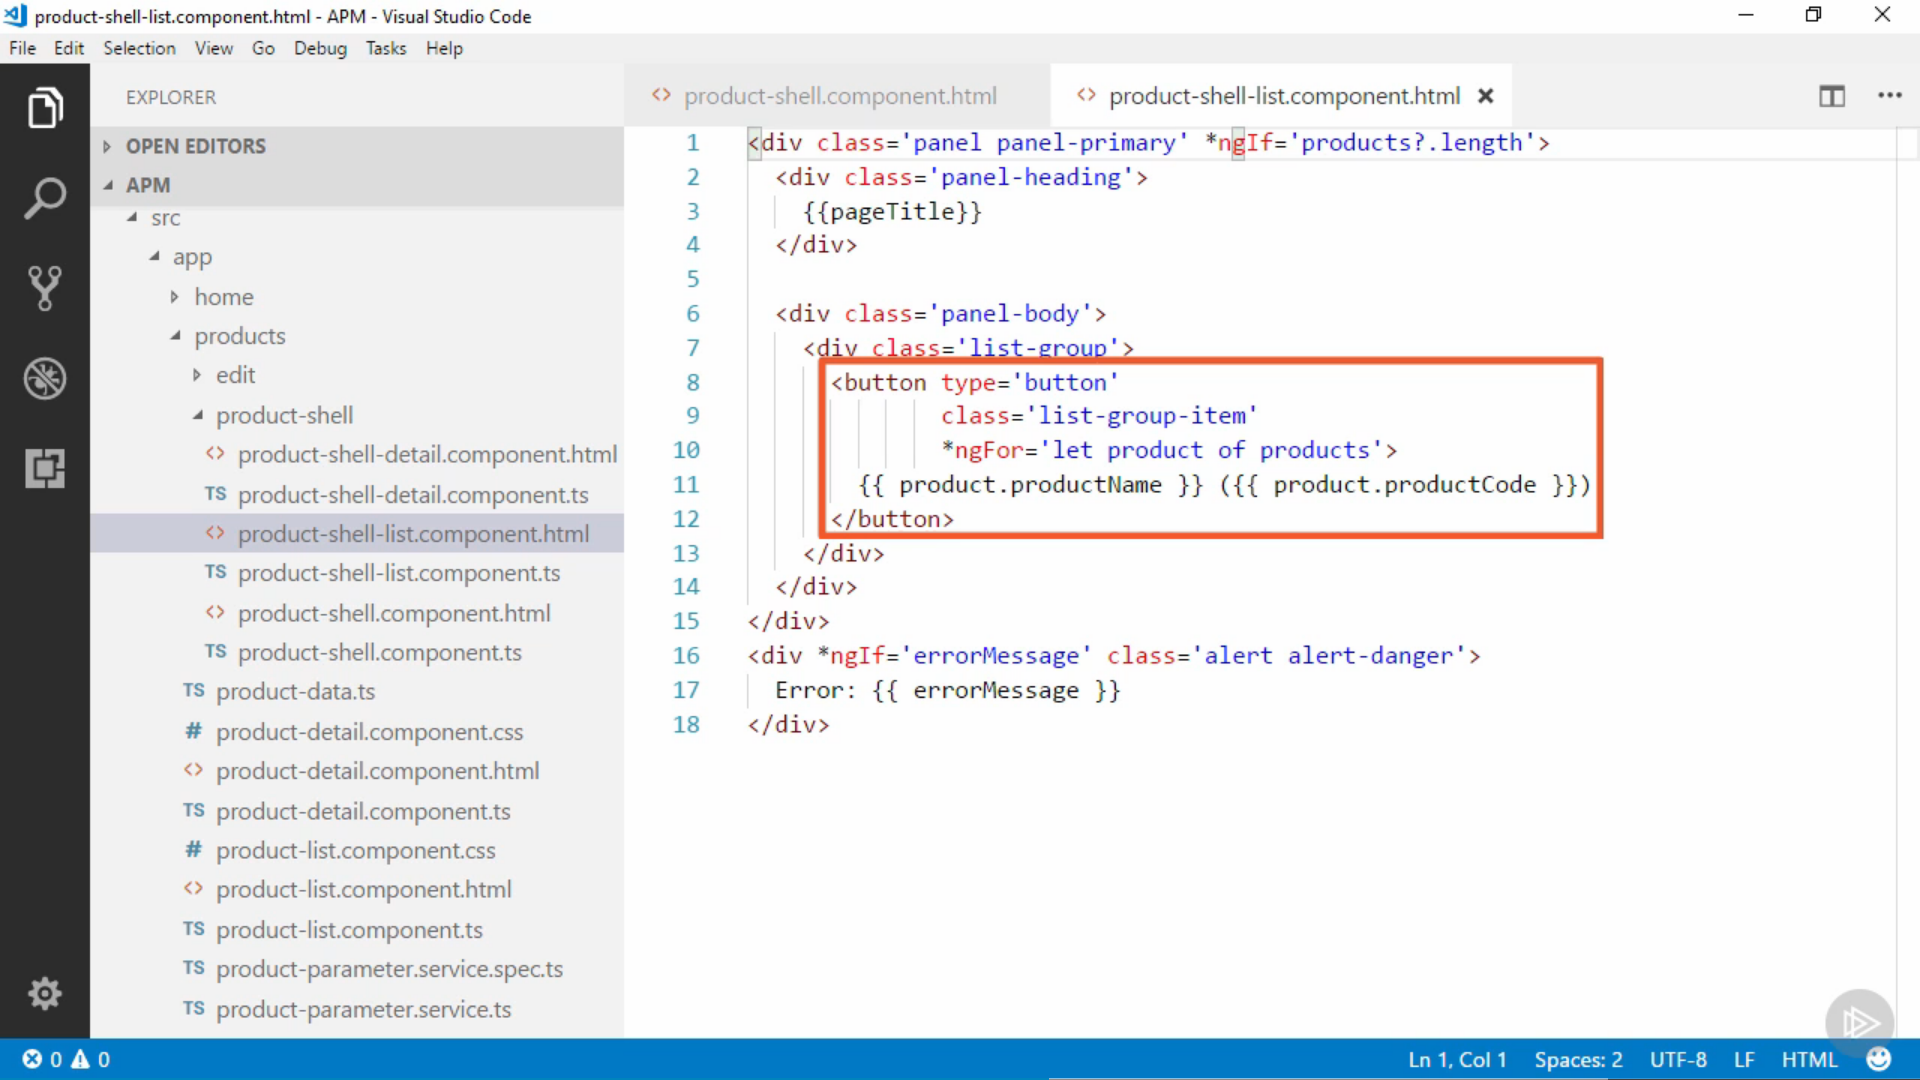 product-shell-list.component.html - APM - Visual Studio Code
File Edit Selection View Go Debug Tasks Help
EXPLORER
OPEN EDITORS
APM
src
app
home
products
edit
product-shell
<> product-shell-detail.component.html
TS product-shell-detail.component.ts
<> product-shell-list.component.html
TS product-shell-list.component.ts
<> product-shell.component.html
TS product-shell.component.ts
TS product-data.ts
# product-detail.component.css
<> product-detail.component.html
TS product-detail.component.ts
# product-list.component.css
<> product-list.component.html
TS product-list.component.ts
TS product-parameter.service.spec.ts
TS product-parameter.service.ts
<> product-shell.component.html <> product-shell-list.component.html
1 <div class='panel panel-primary' *ngIf='products?.length'>
2 <div class='panel-heading'>
3 {{pageTitle}}
4 </div>
5
6 <div class='panel-body'>
7 <div class='list-group'>
8 <button type='button'
9 class='list-group-item'
10 *ngFor='let product of products'>
11 {{ product.productName }} ({{ product.productCode }})
12 </button>
13 </div>
14 </div>
15 </div>
16 <div *ngIf='errorMessage' class='alert alert-danger'>
17 Error: {{ errorMessage }}
18 </div>
0 0 Ln 1, Col 1 Spaces: 2 UTF-8 LF HTML